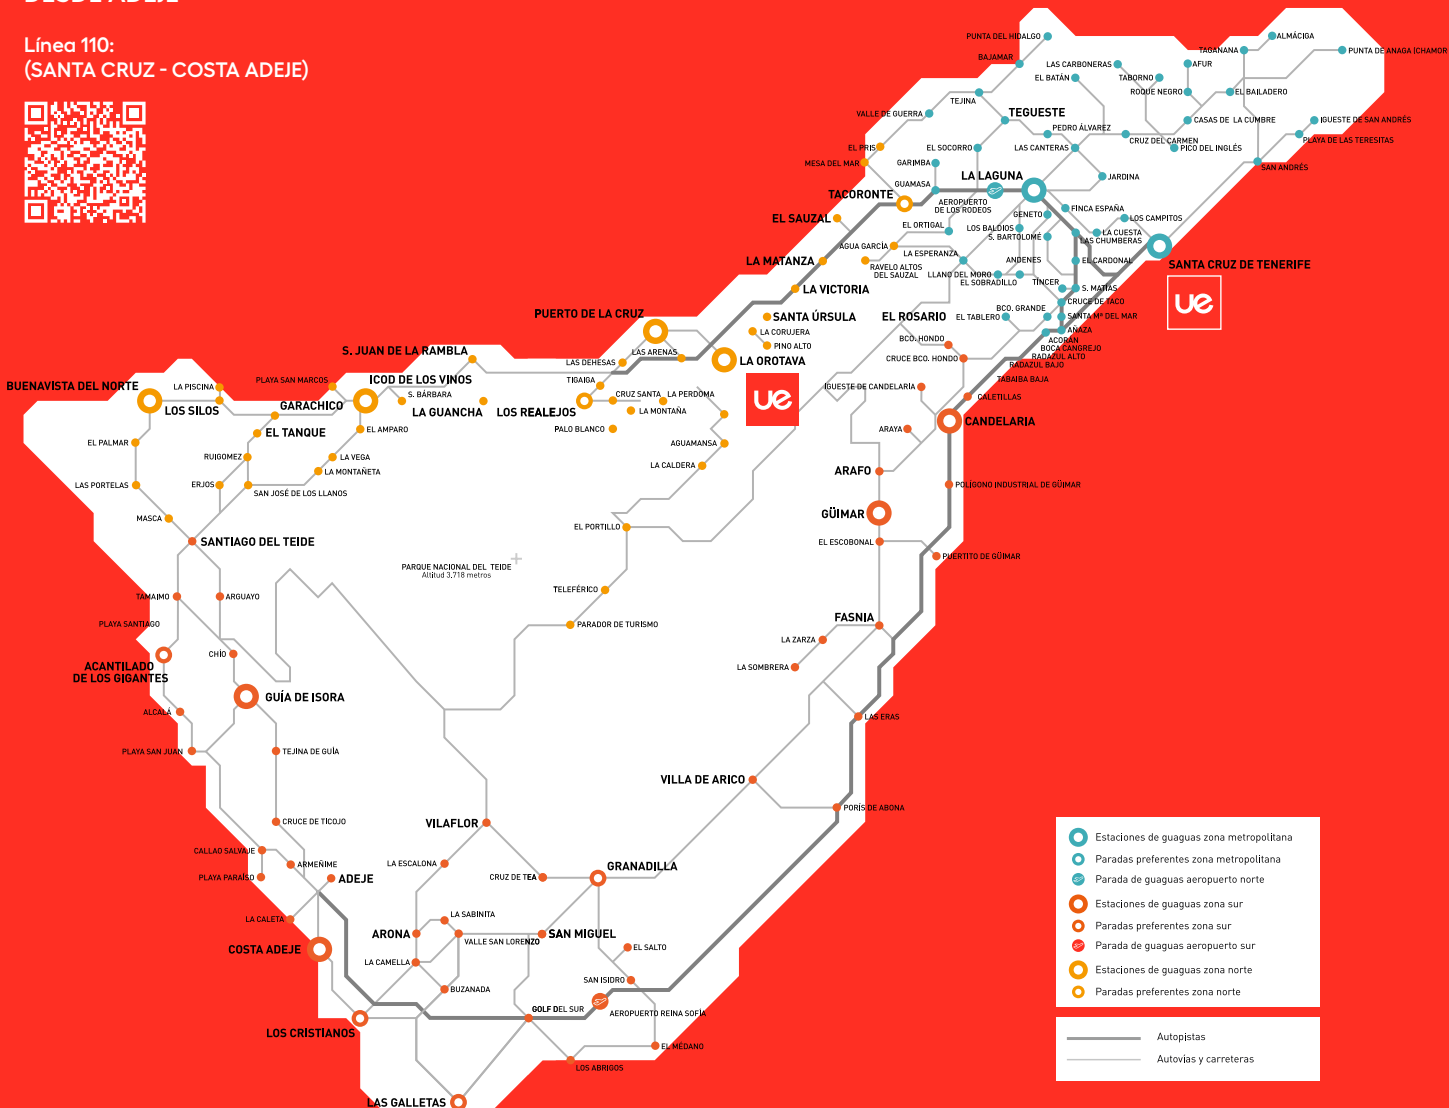 DESDE ADEJE
Línea 110:
(SANTA CRUZ - COSTA ADEJE)
PUNTA DEL HIDALGO
BAJAMAR
LAS CARBONERAS
EL BATÁN
TABORNO
AFUR
ROQUE NEGRO
TAGANANA
ALMÁCIGA
PUNTA DE ANAGA (CHAMOR
EL BAILADERO
TEJINA
VALLE DE GUERRA
TEGUESTE
PEDRO ÁLVAREZ
CASAS DE LA CUMBRE
IGUESTE DE SAN ANDRÉS
PLAYA DE LAS TERESITAS
CRUZ DEL CARMEN
PICO DEL INGLÉS
SAN ANDRÉS
EL PRIS
MESA DEL MAR
EL SOCORRO
LAS CANTERAS
GARIMBA
GUAMASA
LA LAGUNA
JARDINA
TACORONTE
AEROPUERTO
DE LOS RODEOS
GENETO
FINCA ESPAÑA
LOS CAMPITOS
EL SAUZAL
EL ORTIGAL
LOS BALDIOS
S. BARTOLOMÉ
LA CUESTA
LAS CHUMBERAS
AGUA GARCÍA
LA ESPERANZA
ANDENES
EL CARDONAL
SANTA CRUZ DE TENERIFE
ue
LA MATANZA
RAVELO ALTOS
DEL SAUZAL
LLANO DEL MORO
EL SOBRADILLO
TÍNCER
S. MATÍAS
LA VICTORIA
CRUCE DE TACO
BCO. GRANDE
EL TABLERO
SANTA Mª DEL MAR
AÑAZA
ACORÁN
BOCA CANGREJO
RADAZUL ALTO
RADAZUL BAJO
TABAIBA BAJA
PUERTO DE LA CRUZ
SANTA ÚRSULA
LA CORUJERA
PINO ALTO
EL ROSARIO
BCO. HONDO
CRUCE BCO. HONDO
S. JUAN DE LA RAMBLA
LAS DEHESAS
LAS ARENAS
LA OROTAVA
ue
IGUESTE DE CANDELARÍA
CALETILLAS
BUENAVISTA DEL NORTE
LA PISCINA
PLAYA SAN MARCOS
ICOD DE LOS VINOS
S. BÁRBARA
TIGAIGA
CRUZ SANTA
LA PERDOMA
LOS SILOS
GARACHICO
LA GUANCHA
LOS REALEJOS
LA MONTAÑA
CANDELARIA
EL TANQUE
EL AMPARO
PALO BLANCO
ARAYA
EL PALMAR
AGUAMANSA
RUIGOMEZ
LA VEGA
LA MONTAÑETA
LA CALDERA
ARAFO
LAS PORTELAS
ERJOS
SAN JOSÉ DE LOS LLANOS
POLÍGONO INDUSTRIAL DE GÜIMAR
MASCA
GÜIMAR
EL PORTILLO
SANTIAGO DEL TEIDE
EL ESCOBONAL
PUERTITO DE GÜIMAR
PARQUE NACIONAL DEL TEIDE
Altitud 3.718 metros
TELEFÉRICO
TAMAIMO
ARGUAYO
PLAYA SANTIAGO
PARADOR DE TURISMO
FASNIA
LA ZARZA
LA SOMBRERA
CHÍO
ACANTILADO
DE LOS GIGANTES
GUÍA DE ISORA
ALCALÁ
LAS ERAS
PLAYA SAN JUAN
TEJINA DE GUÍA
VILLA DE ARICO
PORÍS DE ABONA
CRUCE DE TICOJO
VILAFLOR
CALLAO SALVAJE
ARMEÑIME
LA ESCALONA
CRUZ DE TEA
GRANADILLA
PLAYA PARAÍSO
ADEJE
LA CALETA
LA SABINITA
ARONA
VALLE SAN LORENZO
SAN MIGUEL
COSTA ADEJE
EL SALTO
LA CAMELLA
SAN ISIDRO
BUZANADA
GOLF DEL SUR
AEROPUERTO REINA SOFÍA
LOS CRISTIANOS
EL MÉDANO
LOS ABRIGOS
LAS GALLETAS
Estaciones de guaguas zona metropolitana
Paradas preferentes zona metropolitana
Parada de guaguas aeropuerto norte
Estaciones de guaguas zona sur
Paradas preferentes zona sur
Parada de guaguas aeropuerto sur
Estaciones de guaguas zona norte
Paradas preferentes zona norte
Autopistas
Autovias y carreteras